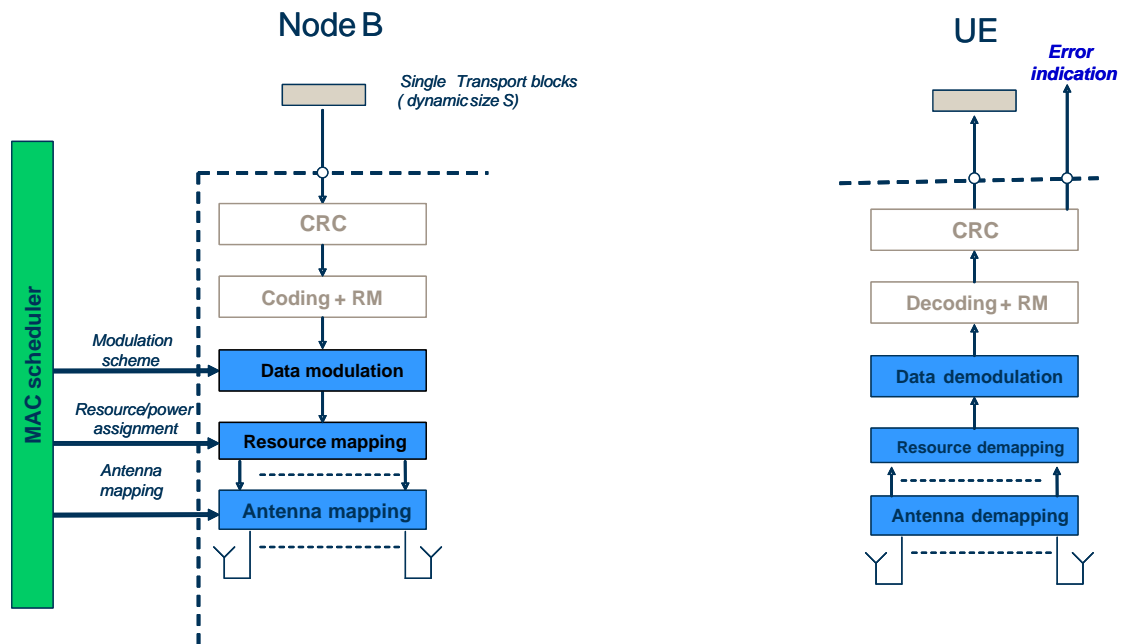 Node B
UE
Error
indication
Single Transport blocks
( dynamic size S)
MAC scheduler
CRC
Coding + RM
Modulation
scheme
Data modulation
Resource/power
assignment
Resource mapping
Antenna
mapping
Antenna mapping
CRC
Decoding + RM
Data demodulation
Resource demapping
Antenna demapping